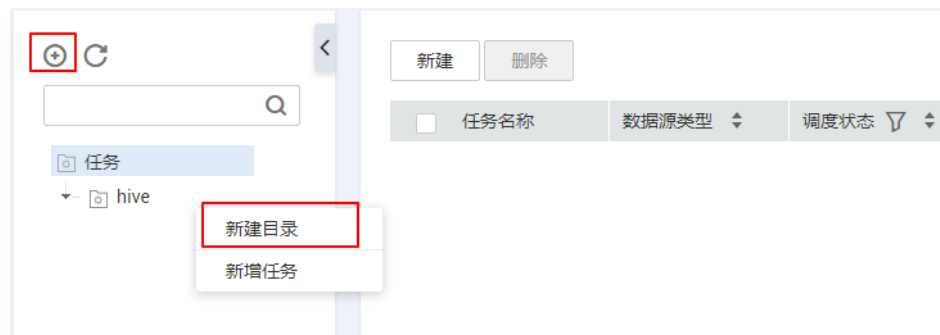 新建
删除
任务名称
数据源类型
调度状态
任务
hive
新建目录
新增任务